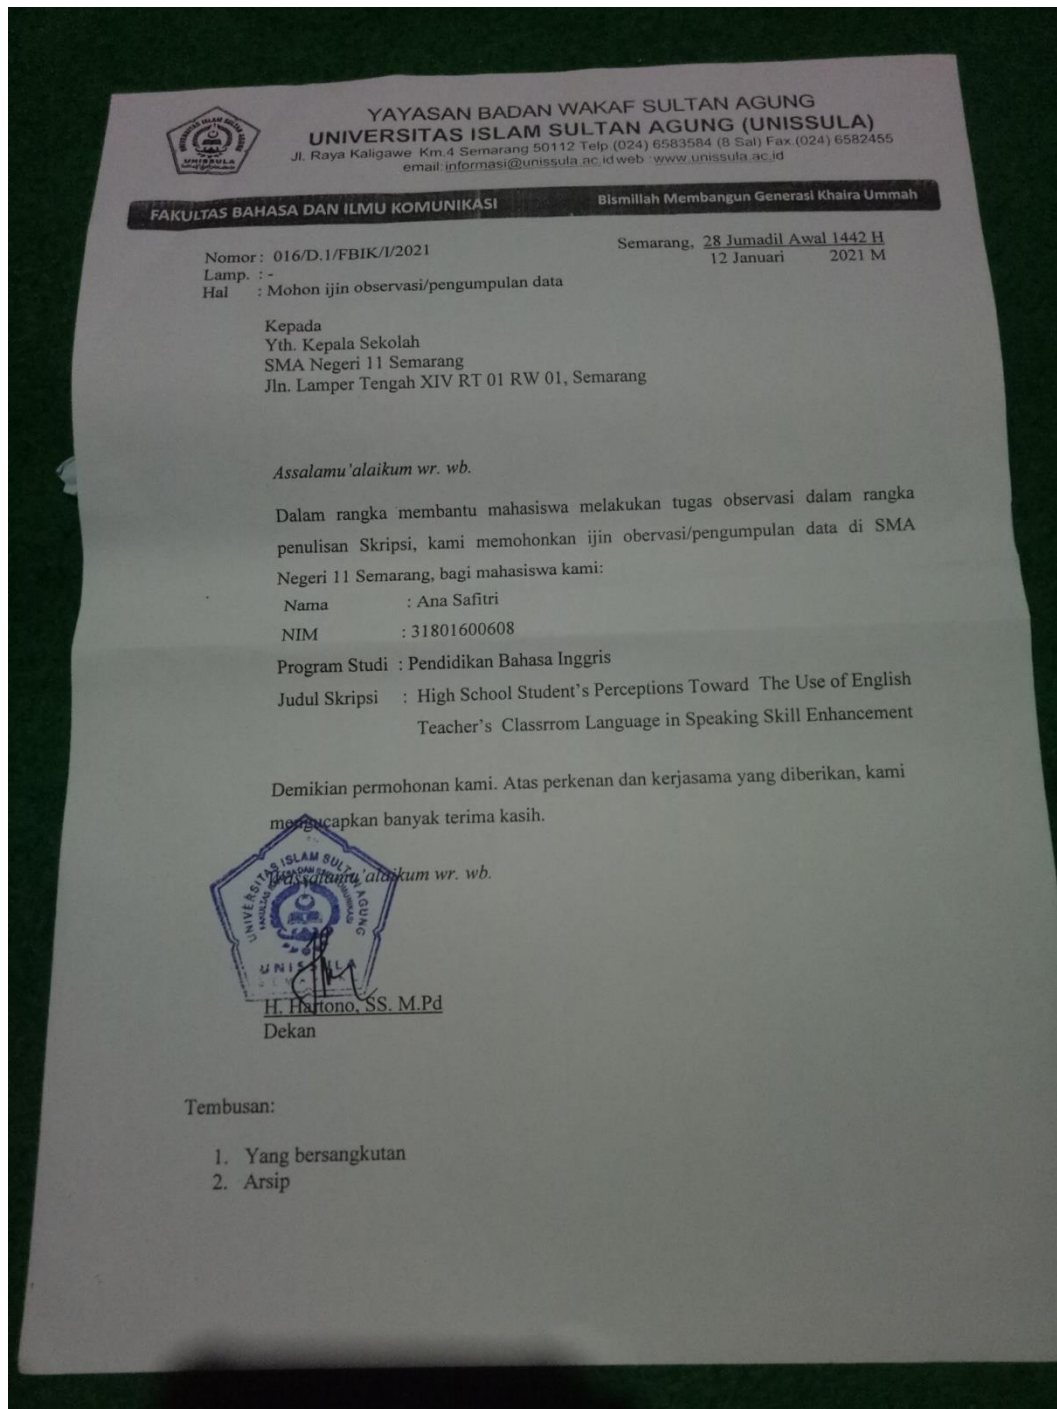 YAYASAN BADAN WAKAF SULTAN AGUNG
UNIVERSITAS ISLAM SULTAN AGUNG (UNISSULA)
Jl. Raya Kaligawe Km.4 Semarang 50112 Telp (024) 6583584 (8 Sal) Fax.(024) 6582455
email: informasi@unissula.ac.id web : www.unissula.ac.id
UNISSULA
FAKULTAS BAHASA DAN ILMU KOMUNIKASI Bismillah Membangun Generasi Khaira Ummah
Nomor : 016/D.1/FBIK/I/2021 Semarang, 28 Jumadil Awal 1442 H
12 Januari 2021 M
Lamp. : -
Hal : Mohon ijin observasi/pengumpulan data
Kepada
Yth. Kepala Sekolah
SMA Negeri 11 Semarang
Jln. Lamper Tengah XIV RT 01 RW 01, Semarang
Assalamu'alaikum wr. wb.
Dalam rangka membantu mahasiswa melakukan tugas observasi dalam rangka
penulisan Skripsi, kami memohonkan ijin obervasi/pengumpulan data di SMA
Negeri 11 Semarang, bagi mahasiswa kami:
Nama : Ana Safitri
NIM : 31801600608
Program Studi : Pendidikan Bahasa Inggris
Judul Skripsi : High School Student's Perceptions Toward The Use of English
Teacher's Classrrom Language in Speaking Skill Enhancement
Demikian permohonan kami. Atas perkenan dan kerjasama yang diberikan, kami
mengucapkan banyak terima kasih.
Wassalamu'alaikum wr. wb.
UNIVERSITAS ISLAM SULTAN AGUNG
UNISSULA
H. Hartono, SS. M.Pd
Dekan
Tembusan:
1. Yang bersangkutan
2. Arsip